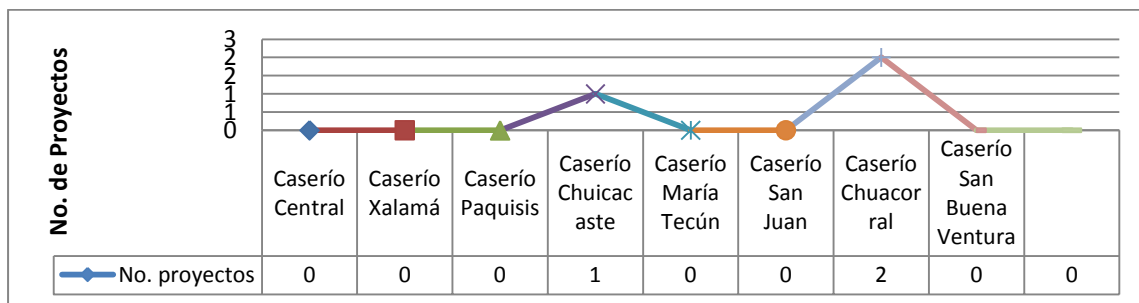 No. de Proyectos
3
2
2
1
1
0
Caserío Central
Caserío Xalamá
Caserío Paquisis
Caserío Chuicac aste
Caserío María Tecún
Caserío San Juan
Caserío Chuacor ral
Caserío San Buena Ventura
No. proyectos 0 0 0 1 0 0 2 0 0